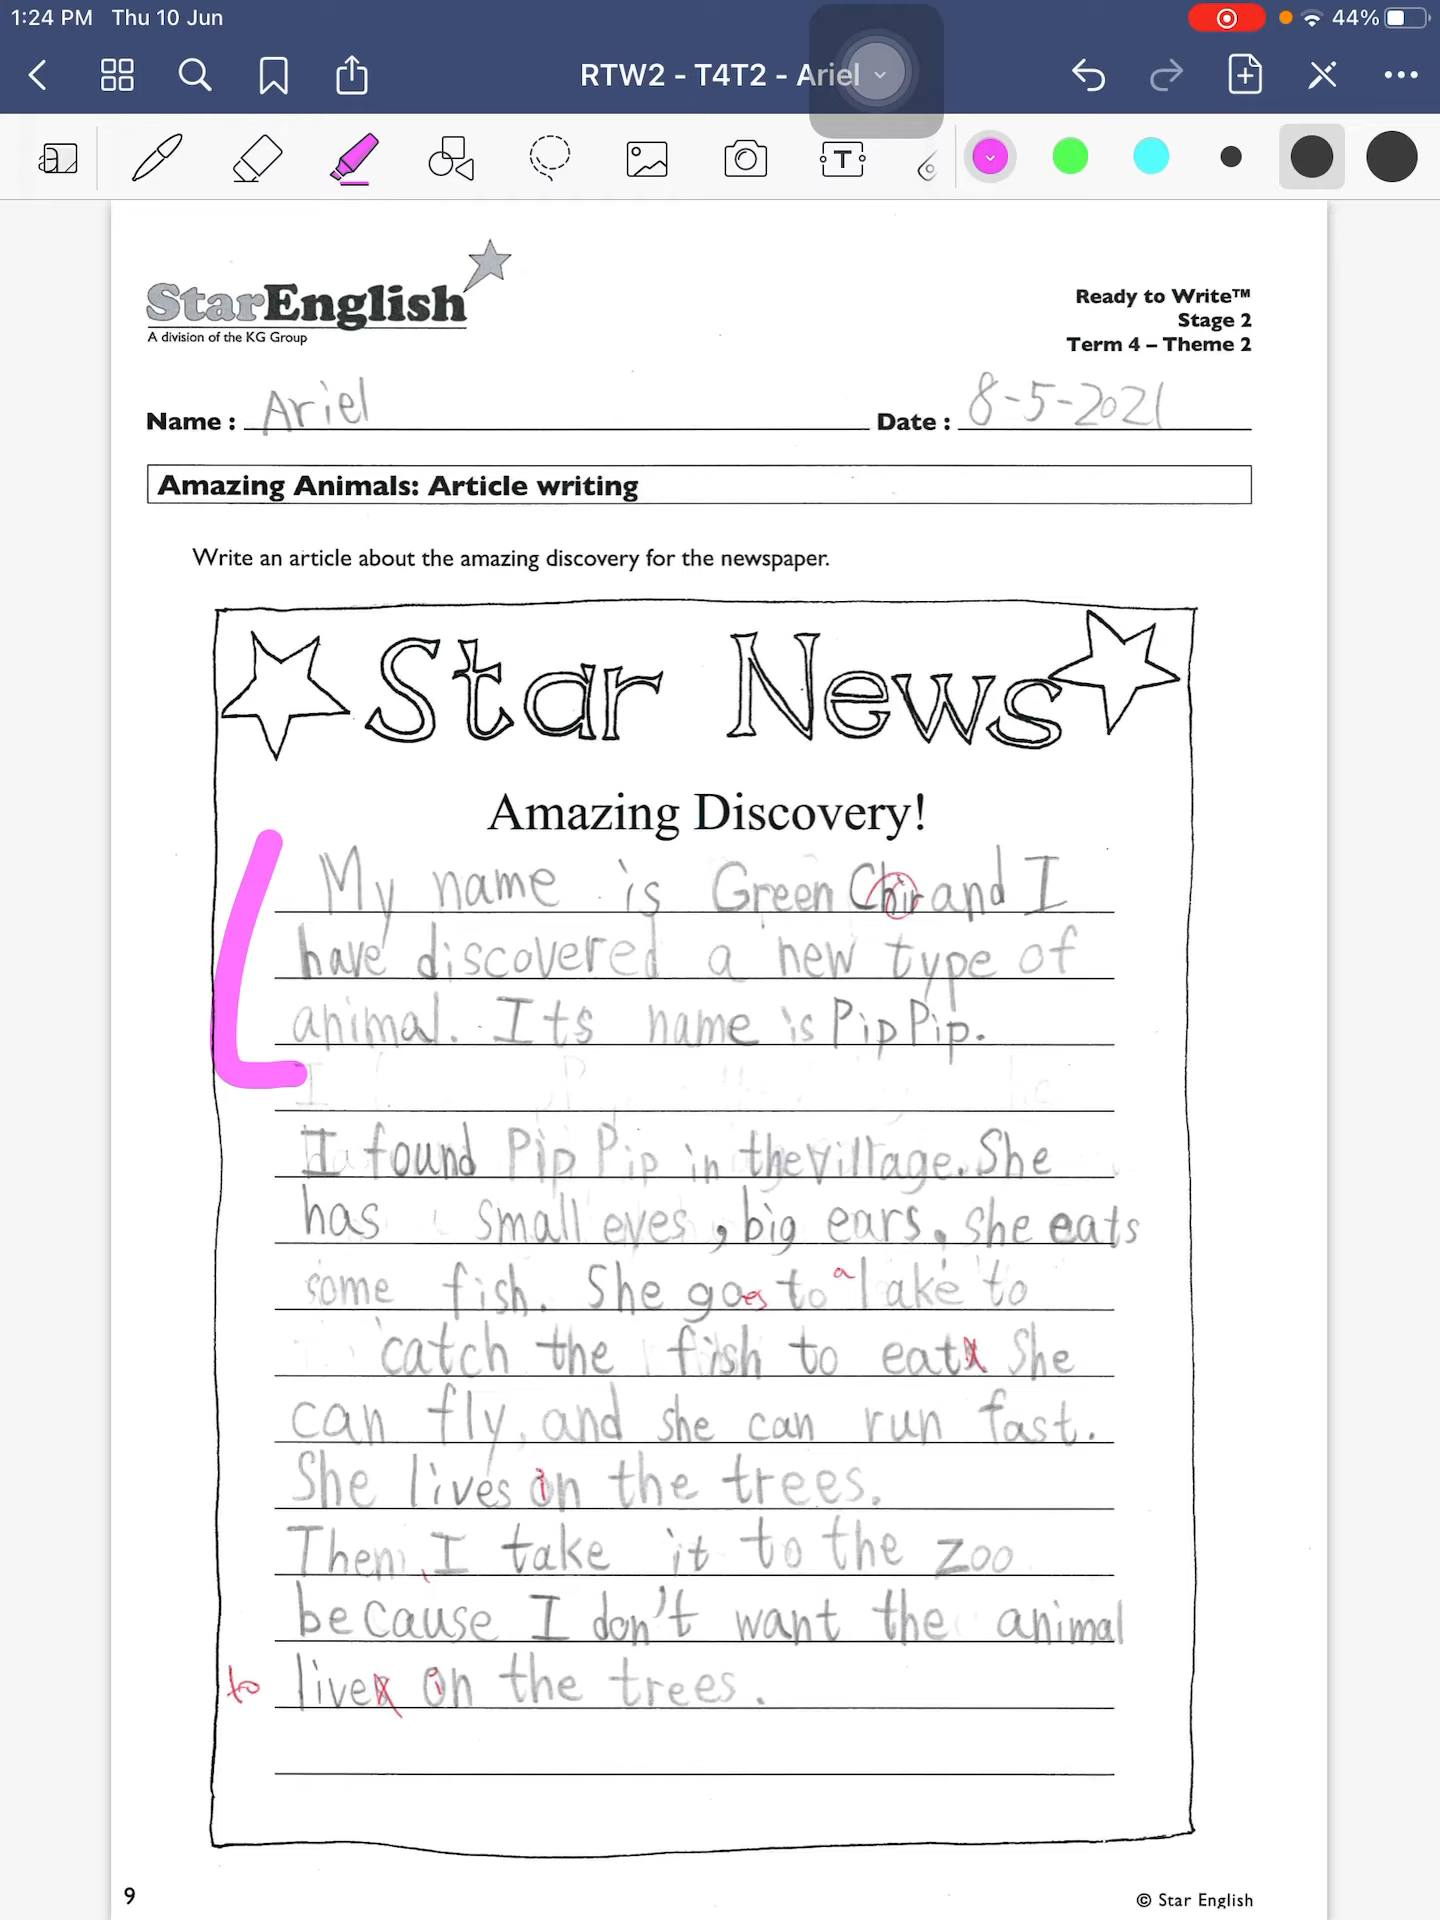 1:24 PM Thu 10 Jun 44%
RTW2 - T4T2 - Ariel
StarEnglish
A division of the KG Group
Ready to Write™
Stage 2
Term 4 – Theme 2
Name : Ariel Date : 8-5-2021
Amazing Animals: Article writing
Write an article about the amazing discovery for the newspaper.
Star News
Amazing Discovery!
My name is Green Chir and I
have discovered a new type of
animal. Its name is Pip Pip.
I found Pip Pip in the village. She
has small eyes, big ears, she eats
some fish. She goes to a lake to
catch the fish to eat She
can fly, and she can run fast.
She lives in the trees.
Then, I take it to the zoo
because I don't want the animal
to live in the trees.
9
© Star English